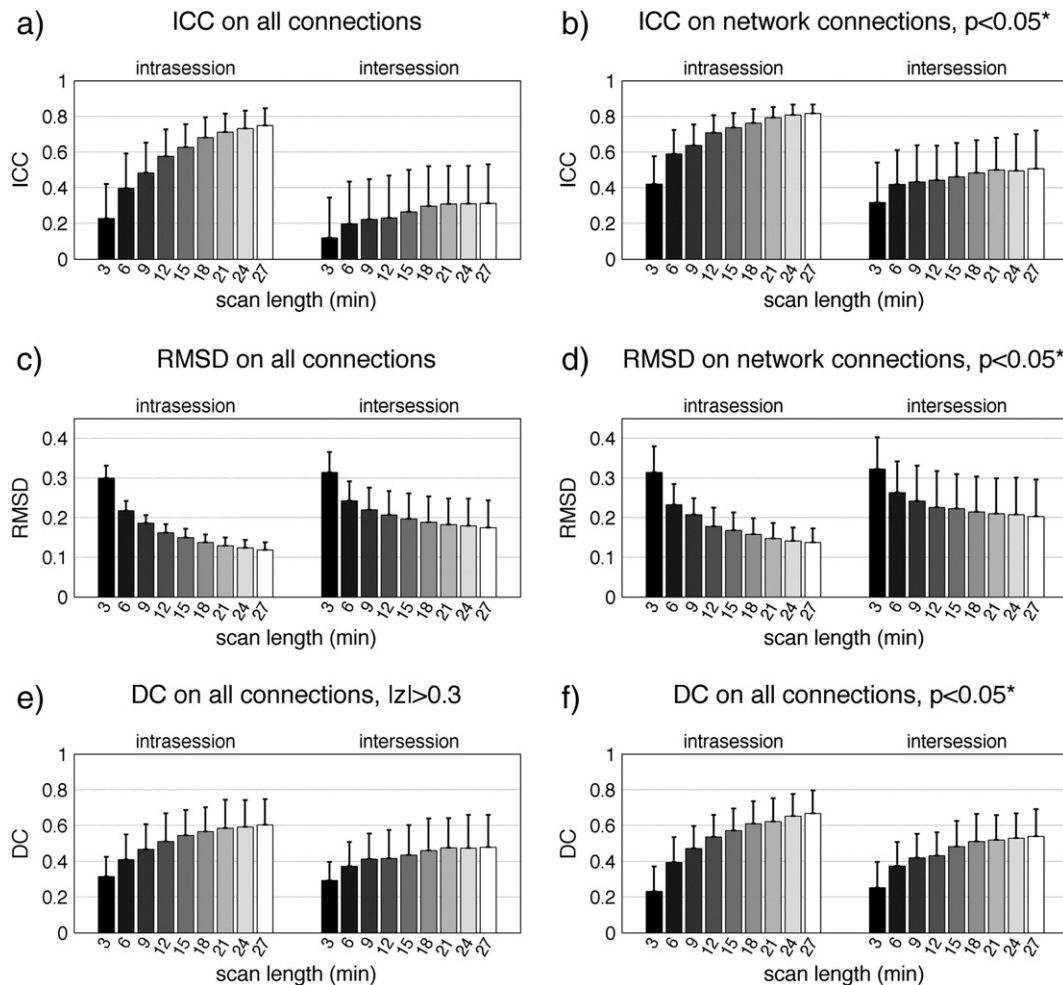 a) ICC on all connections
intrasession intersession
1
0.8
0.6
0.4
0.2
0
ICC
3 6 9 12 15 18 21 24 27 3 6 9 12 15 18 21 24 27
scan length (min)
b) ICC on network connections, p<0.05*
intrasession intersession
1
0.8
0.6
0.4
0.2
0
ICC
3 6 9 12 15 18 21 24 27 3 6 9 12 15 18 21 24 27
scan length (min)
c) RMSD on all connections
intrasession intersession
0.4
0.3
0.2
0.1
0
RMSD
3 6 9 12 15 18 21 24 27 3 6 9 12 15 18 21 24 27
scan length (min)
d) RMSD on network connections, p<0.05*
intrasession intersession
0.4
0.3
0.2
0.1
0
RMSD
3 6 9 12 15 18 21 24 27 3 6 9 12 15 18 21 24 27
scan length (min)
e) DC on all connections, |z|>0.3
intrasession intersession
1
0.8
0.6
0.4
0.2
0
DC
3 6 9 12 15 18 21 24 27 3 6 9 12 15 18 21 24 27
scan length (min)
f) DC on all connections, p<0.05*
intrasession intersession
1
0.8
0.6
0.4
0.2
0
DC
3 6 9 12 15 18 21 24 27 3 6 9 12 15 18 21 24 27
scan length (min)